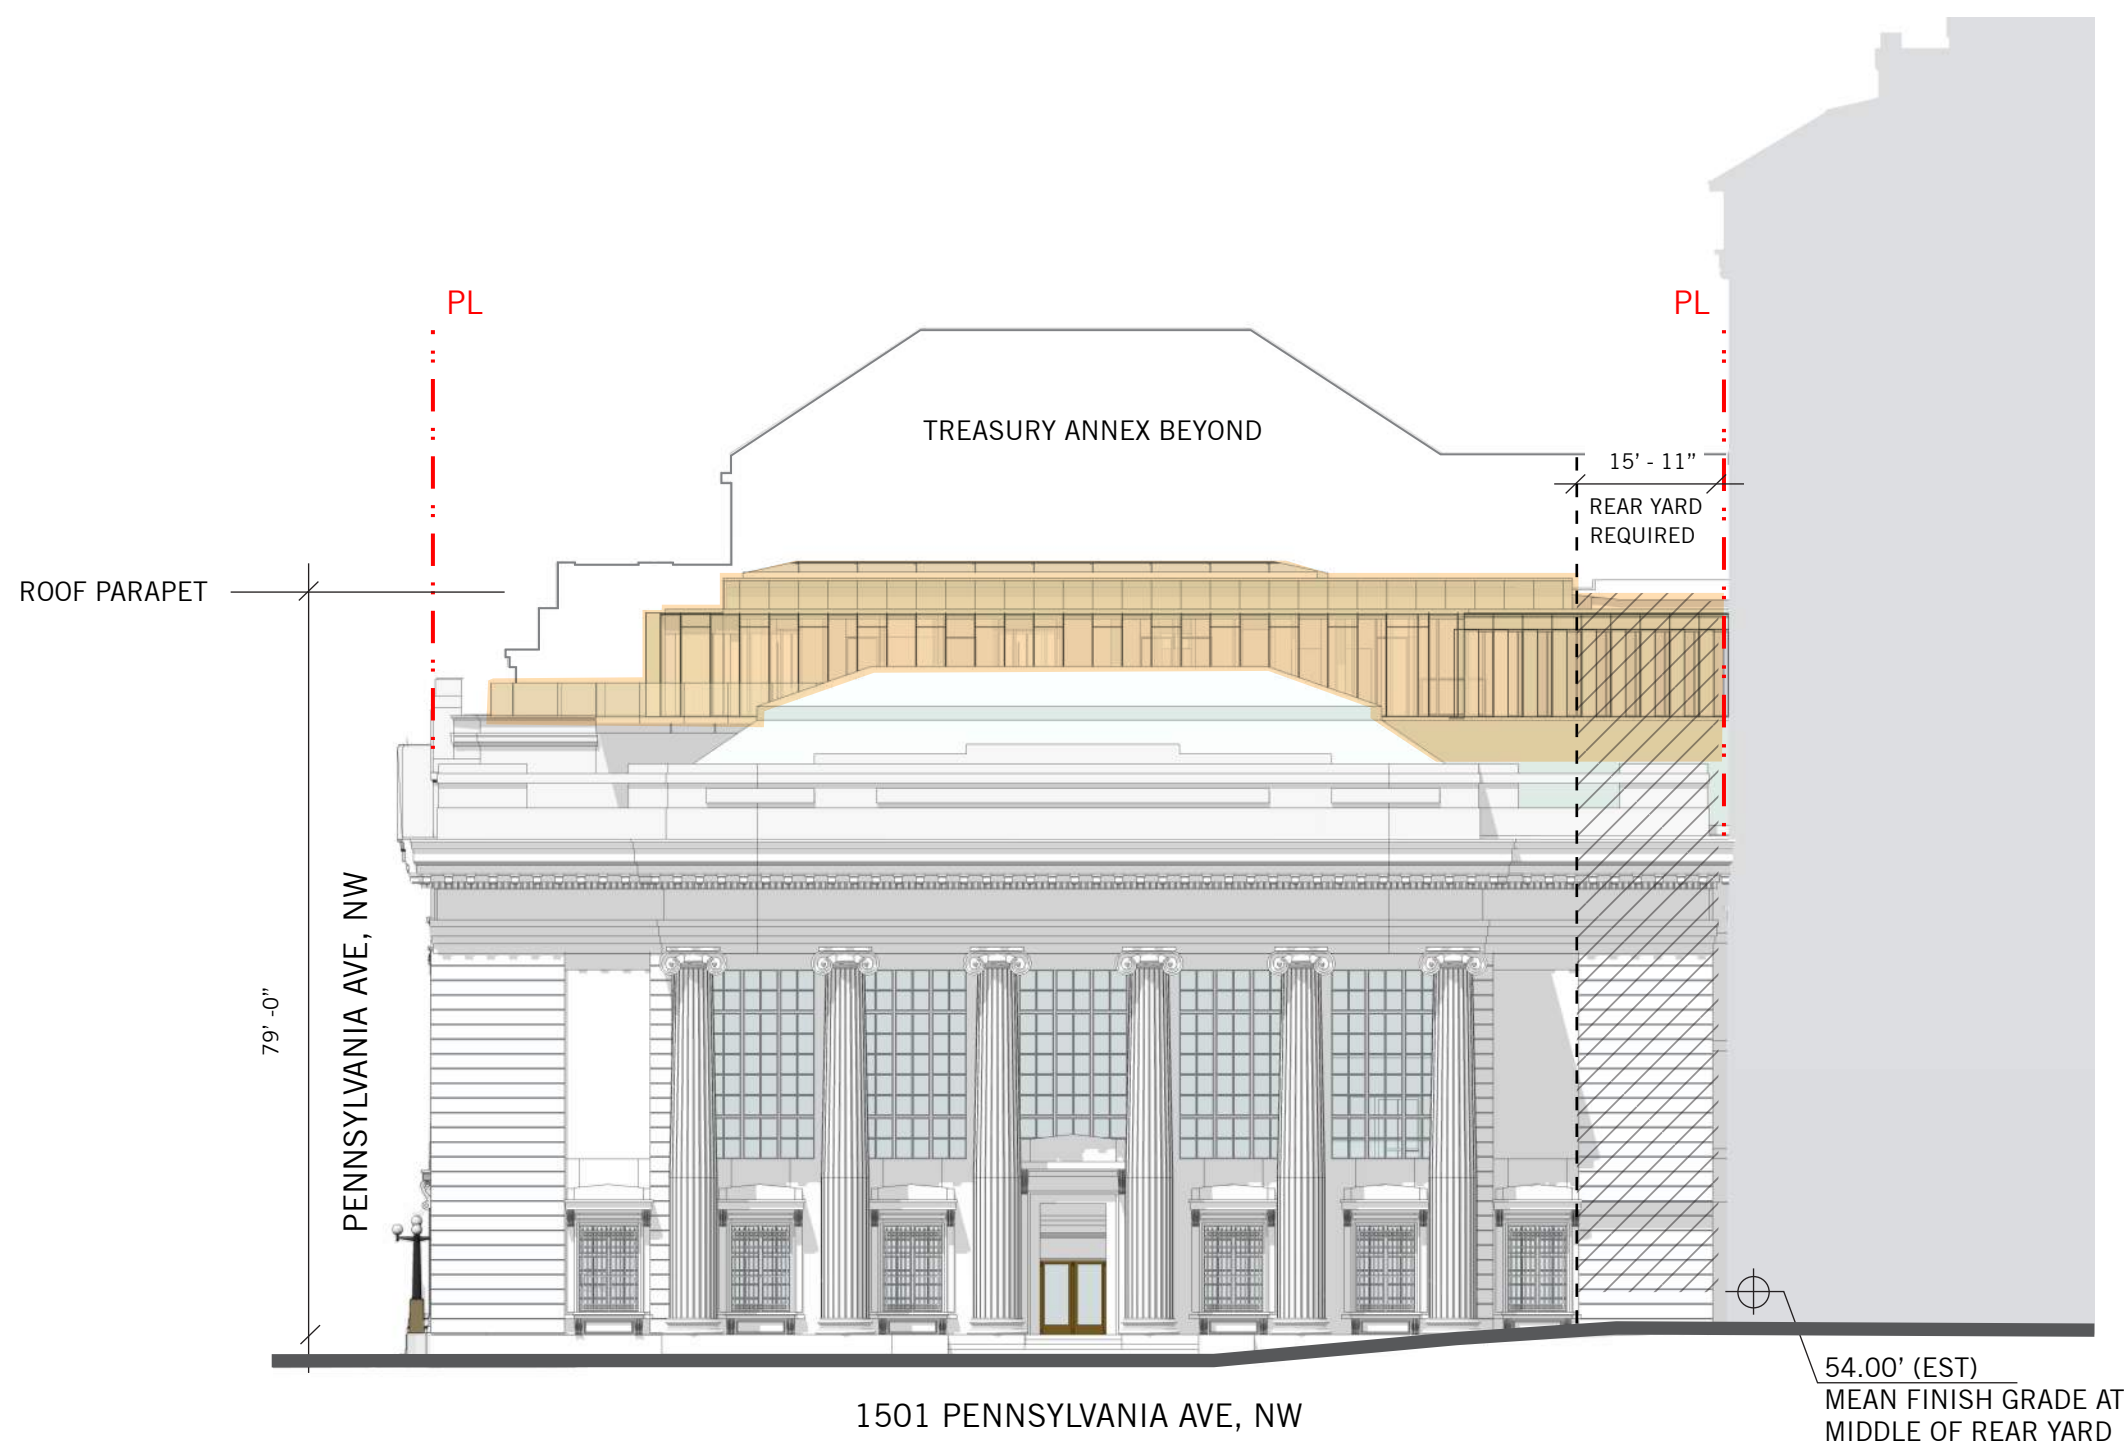 PL
PL
TREASURY ANNEX BEYOND
15’ - 11”
REAR YARD
REQUIRED
ROOF PARAPET
79’ -0”
PENNSYLVANIA AVE, NW
54.00’ (EST)
MEAN FINISH GRADE AT
MIDDLE OF REAR YARD
1501 PENNSYLVANIA AVE, NW